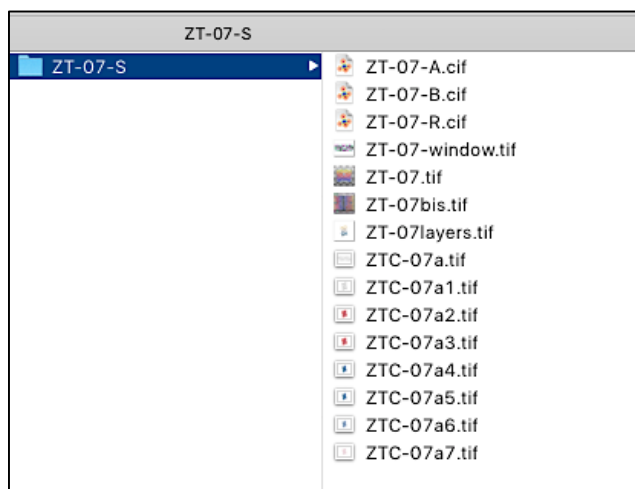 ZT-07-S
ZT-07-S
ZT-07-A.cif
ZT-07-B.cif
ZT-07-R.cif
ZT-07-window.tif
ZT-07.tif
ZT-07bis.tif
ZT-07layers.tif
ZTC-07a.tif
ZTC-07a1.tif
ZTC-07a2.tif
ZTC-07a3.tif
ZTC-07a4.tif
ZTC-07a5.tif
ZTC-07a6.tif
ZTC-07a7.tif